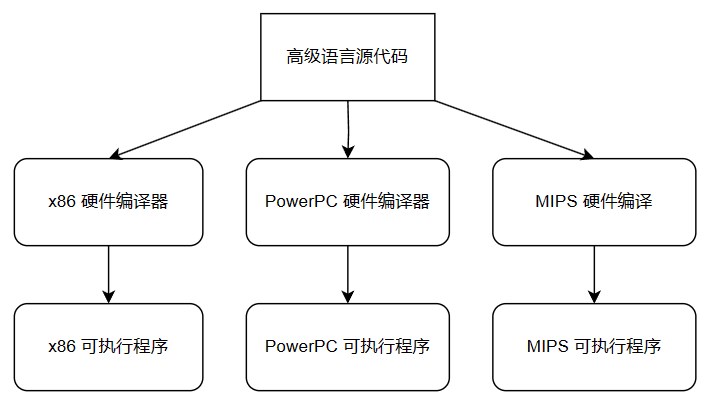 高级语言源代码
x86 硬件编译器
PowerPC 硬件编译器
MIPS 硬件编译
x86 可执行程序
PowerPC 可执行程序
MIPS 可执行程序